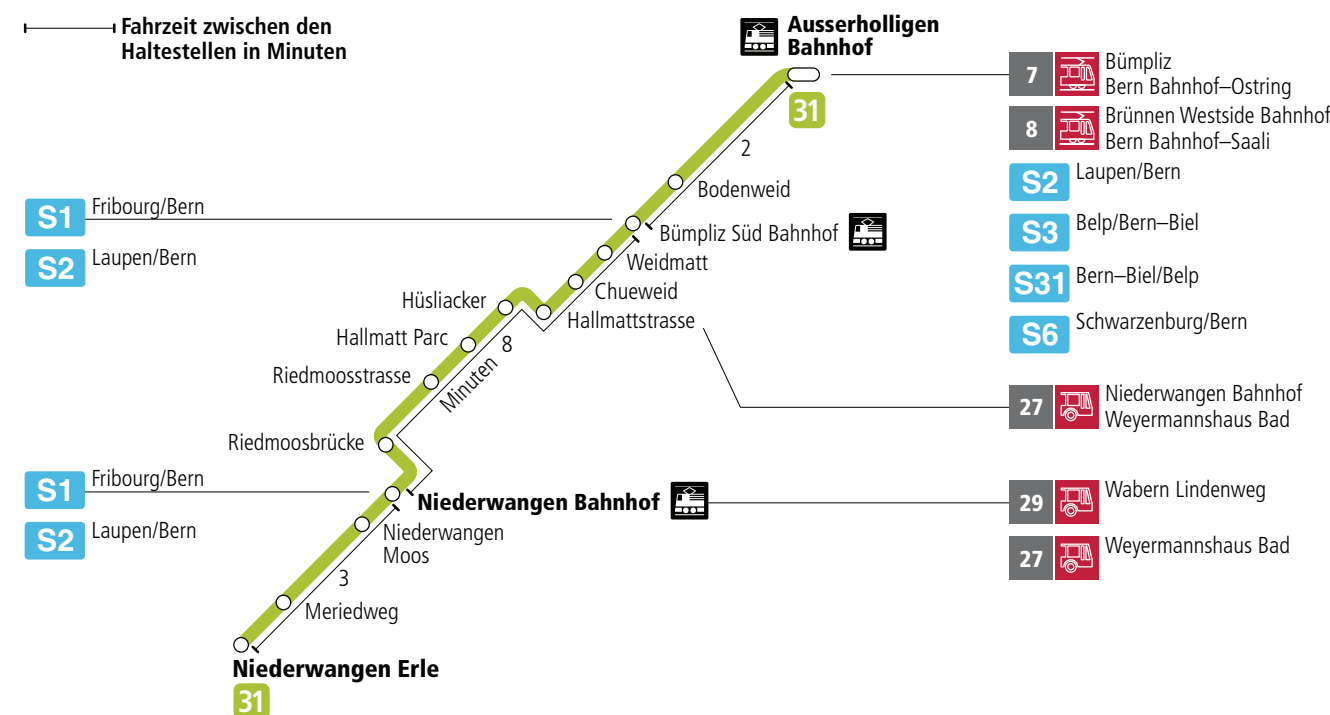 Fahrzeit zwischen den
Haltestellen in Minuten
Ausserholligen
Bahnhof
31
7
Bümpliz
Bern Bahnhof–Ostring
8
Brünnen Westside Bahnhof
Bern Bahnhof–Saali
S2
Laupen/Bern
S3
Belp/Bern–Biel
S31
Bern–Biel/Belp
S6
Schwarzenburg/Bern
2
Bodenweid
S1
Fribourg/Bern
S2
Laupen/Bern
Bümpliz Süd Bahnhof
Weidmatt
Chueweid
Hallmattstrasse
27
Niederwangen Bahnhof
Weyermannshaus Bad
Hüsliacker
Hallmatt Parc
Riedmoosstrasse
8
Minuten
Riedmoosbrücke
S1
Fribourg/Bern
S2
Laupen/Bern
Niederwangen Bahnhof
29
Wabern Lindenweg
27
Weyermannshaus Bad
Niederwangen
Moos
3
Meriedweg
Niederwangen Erle
31